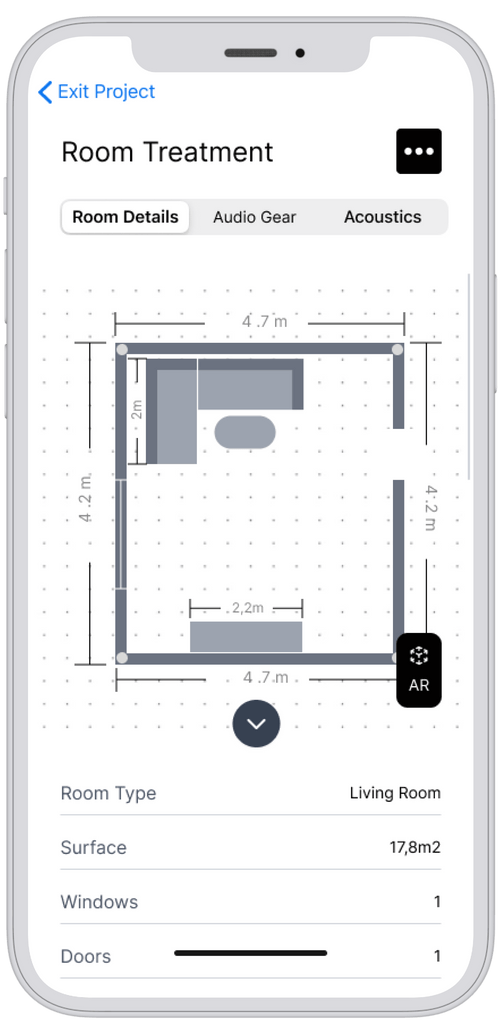 Exit Project
Room Treatment
Room Details Audio Gear Acoustics
4 .7 m
2m
4 .2 m
4 .2 m
2,2m
4 .7 m
AR
Room Type Living Room
Surface 17,8m2
Windows 1
Doors 1